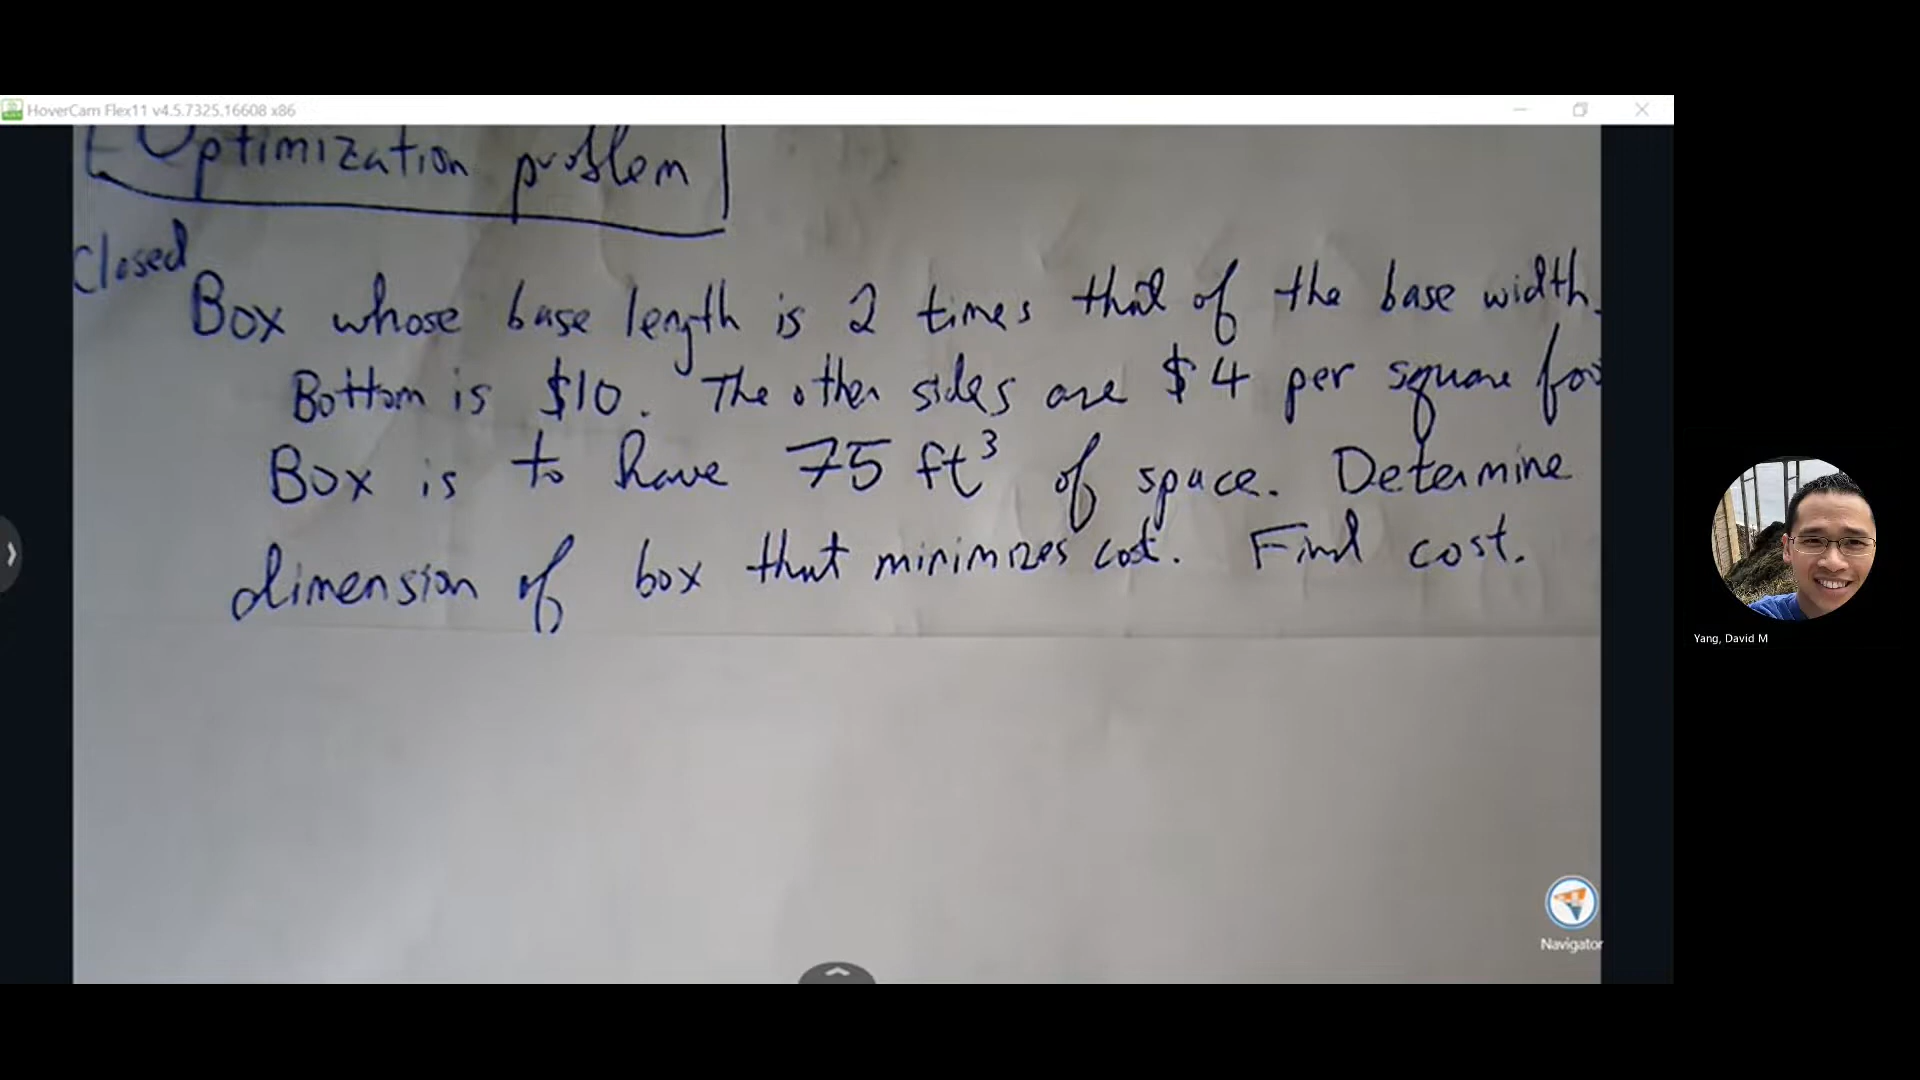 HoverCam Flex11 v4.5.7325.16608 x86
Optimization problem
Closed
Box whose base length is 2 times that of the base width.
Bottom is $10. The other sides are $4 per square foo
Box is to have 75 ft³ of space. Determine
dimension of box that minimizes cost. Find cost.
Navigator
Yang, David M